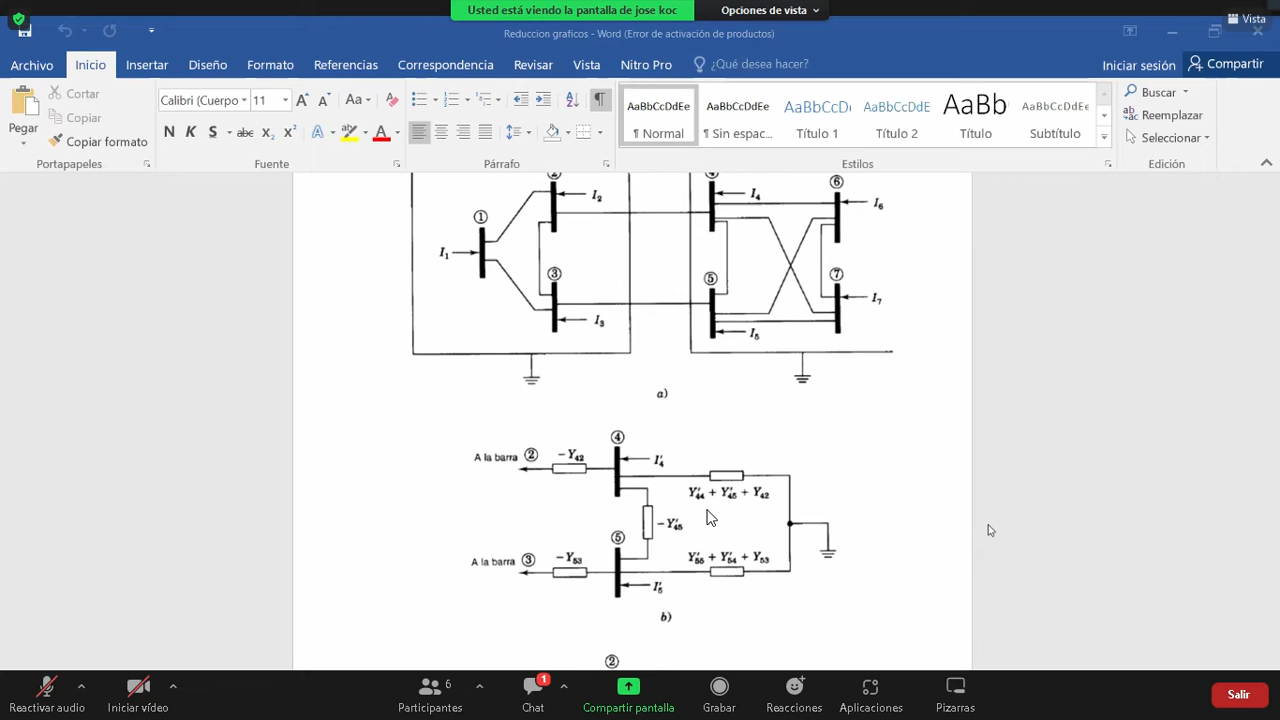 Usted está viendo la pantalla de jose koc
Opciones de vista
Vista
Reduccion graficos - Word (Error de activación de productos)
Archivo Inicio Insertar Diseño Formato Referencias Correspondencia Revisar Vista Nitro Pro ¿Qué desea hacer? Iniciar sesión Compartir
Pegar
Cortar
Copiar
Copiar formato
Portapapeles
Calibri (Cuerpo 11 A A Aa
N K S abc X2 X2 A A
Fuente
Párrafo
AaBbCcDdEe AaBbCcDdEe AaBbCcDc AaBbCcDdE AaBb AaBbCcDdEe
¶ Normal ¶ Sin espac... Título 1 Título 2 Título Subtítulo
Estilos
Buscar
Reemplazar
Seleccionar
Edición
② I2
④ I4
⑥ I6
①
I1
③
I3
⑤
I5
⑦
I7
a)
④
A la barra ② −Y42 I'4
Y'44 + Y'45 + Y42
−Y'45
⑤
A la barra ③ −Y53 Y'55 + Y'54 + Y53
I'5
b)
②
Reactivar audio
Iniciar vídeo
6
Participantes
1
Chat
Compartir pantalla
Grabar
Reacciones
Aplicaciones
Pizarras
Salir